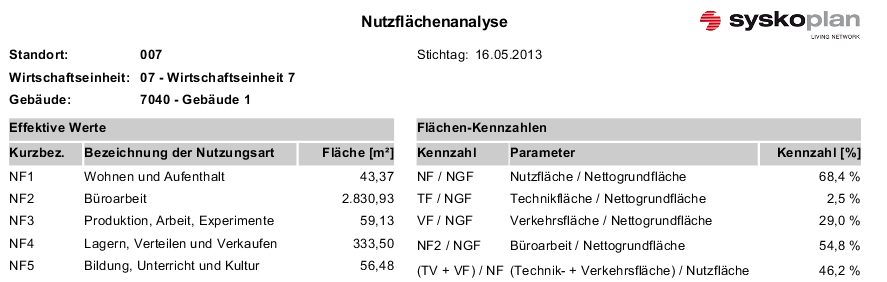 Nutzflächenanalyse
syskoplan
LIVING NETWORK
Standort: 007
Stichtag: 16.05.2013
Wirtschaftseinheit: 07 - Wirtschaftseinheit 7
Gebäude: 7040 - Gebäude 1
Effektive Werte
Kurzbez. Bezeichnung der Nutzungsart Fläche [m²]
NF1 Wohnen und Aufenthalt 43,37
NF2 Büroarbeit 2.830,93
NF3 Produktion, Arbeit, Experimente 59,13
NF4 Lagern, Verteilen und Verkaufen 333,50
NF5 Bildung, Unterricht und Kultur 56,48
Flächen-Kennzahlen
Kennzahl Parameter Kennzahl [%]
NF / NGF Nutzfläche / Nettogrundfläche 68,4 %
TF / NGF Technikfläche / Nettogrundfläche 2,5 %
VF / NGF Verkehrsfläche / Nettogrundfläche 29,0 %
NF2 / NGF Büroarbeit / Nettogrundfläche 54,8 %
(TV + VF) / NF (Technik- + Verkehrsfläche) / Nutzfläche 46,2 %